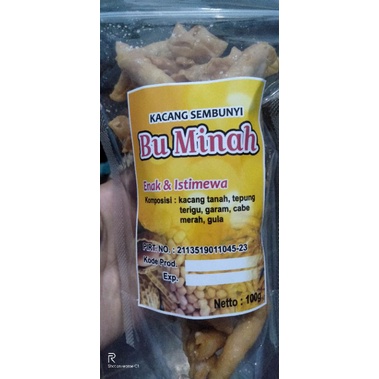 KACANG SEMBUNYI
Bu Minah
Enak & Istimewa
Komposisi : kacang tanah, tepung
terigu, garam, cabe
merah, gula
P.IRT NO. : 2113519011045-23
Kode Prod.
Exp.
Netto : 100g
R